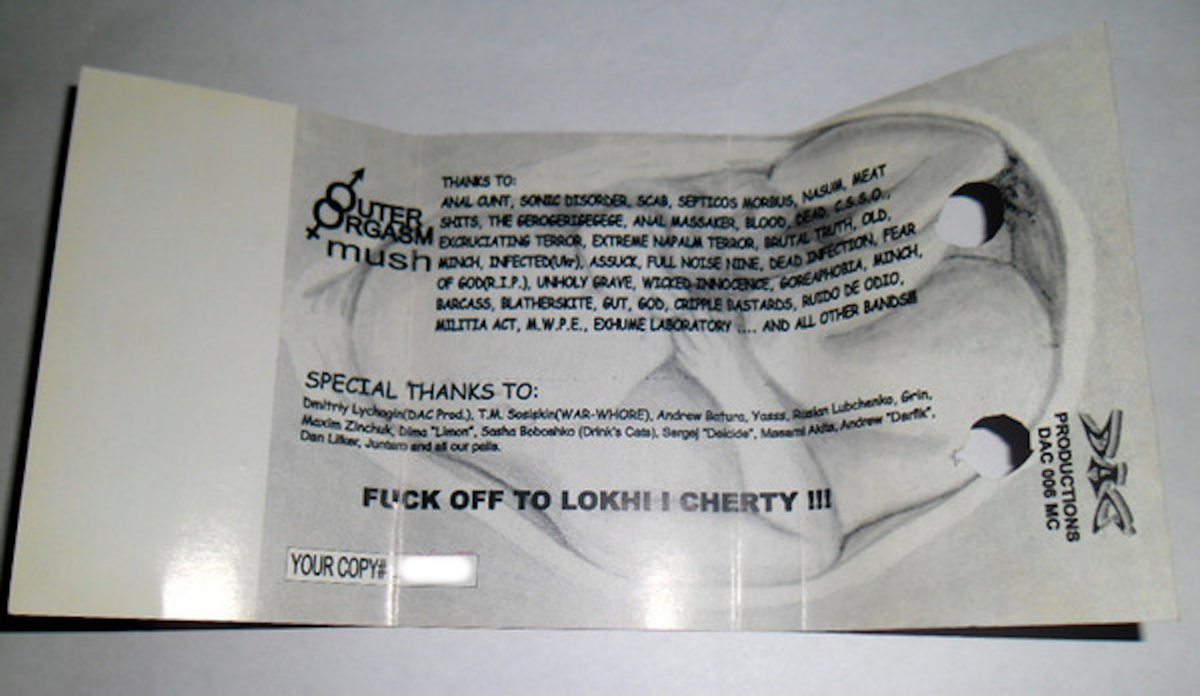 OUTER
ORGASM
mush
THANKS TO:
ANAL CUNT, SONIC DISORDER, SCAB, SEPTICOS MORBUS, NASUM, MEAT
SHITS, THE GEROGERIGEGEGE, ANAL MASSAKER, BLOOD, DEAD, C.S.S.O.,
EXCRUCIATING TERROR, EXTREME NAPALM TERROR, BRUTAL TRUTH, OLD,
MINCH, INFECTED(Ukr), ASSUCK, FULL NOISE NINE, DEAD INFECTION, FEAR
OF GOD(R.I.P.), UNHOLY GRAVE, WICKED INNOCENCE, GOREAPHOBIA, MINCH,
BARCASS, BLATHERSKITE, GUT, GOD, CRIPPLE BASTARDS, RUIDO DE ODIO,
MILITIA ACT, M.W.P.E., EXHUME LABORATORY .... AND ALL OTHER BANDS!!!
SPECIAL THANKS TO:
Dmitriy Lychagin(DAC Prod.), T.M. Sosiskin(WAR-WHORE), Andrew Batura, Yasss, Ruslan Lubchenko, Grin,
Maxim Zinchuk, Dima "Limon", Sasha Boboshko (Drink's Cats), Sergej "Deicide", Masami Akita, Andrew "Darfik",
Dan Lilker, Juntaro and all our palls.
FUCK OFF TO LOKHI I CHERTY !!!
YOUR COPY#
DAC
PRODUCTIONS
DAC 006 MC